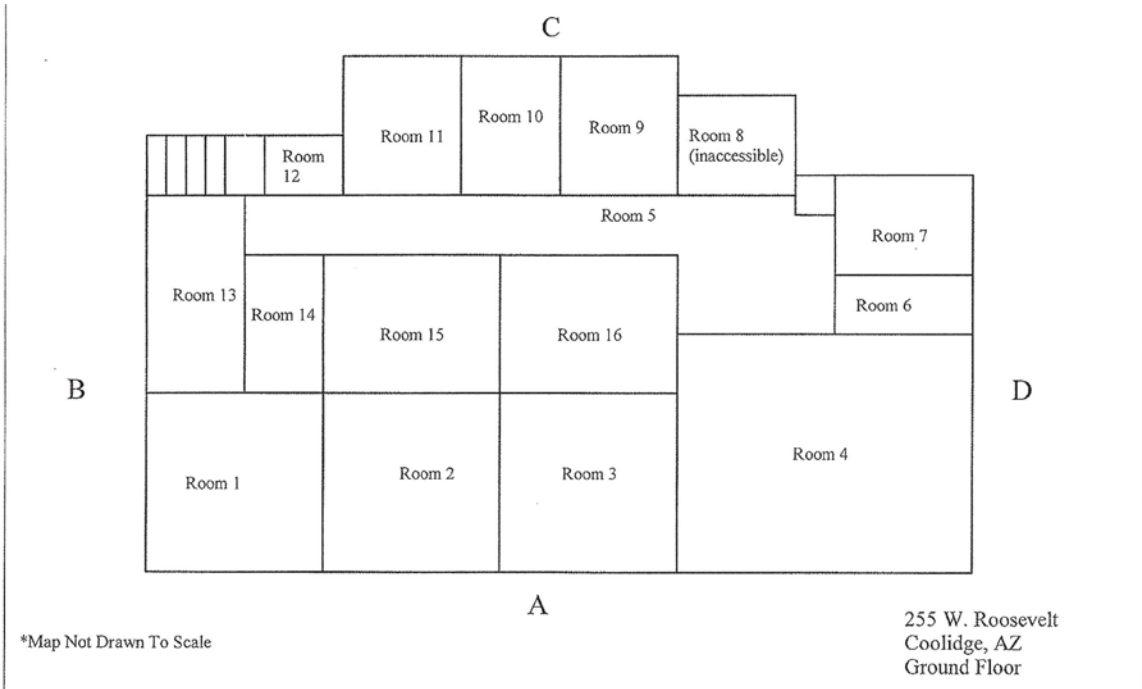 C
Room 11
Room 10
Room 9
Room 8
(inaccessible)
Room
12
Room 5
Room 7
Room 13
Room 14
Room 15
Room 16
Room 6
B
D
Room 1
Room 2
Room 3
Room 4
A
*Map Not Drawn To Scale
255 W. Roosevelt
Coolidge, AZ
Ground Floor